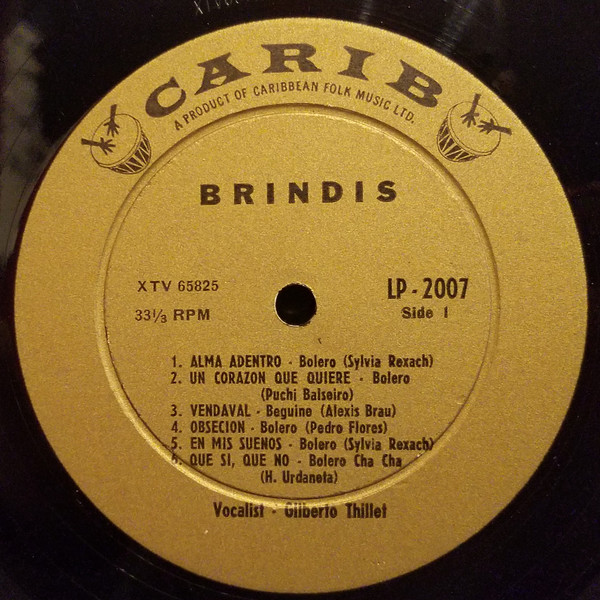 CARIB
A PRODUCT OF CARIBBEAN FOLK MUSIC LTD.
BRINDIS
XTV 65825
LP - 2007
33⅓ RPM
Side 1
1. ALMA ADENTRO - Bolero (Sylvia Rexach)
2. UN CORAZON QUE QUIERE - Bolero
(Puchi Balseiro)
3. VENDAVAL - Beguine (Alexis Brau)
4. OBSECION - Bolero (Pedro Flores)
5. EN MIS SUENOS - Bolero (Sylvia Rexach)
6. QUE SI, QUE NO - Bolero Cha Cha
(H. Urdaneta)
Vocalist - Gilberto Thillet